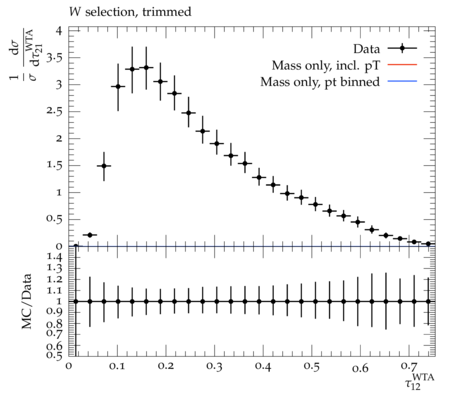 W selection, trimmed
1/σ dσ/dτ21^WTA
Data
Mass only, incl. pT
Mass only, pt binned
4
3.5
3
2.5
2
1.5
1
0.5
0
MC/Data
1.4
1.3
1.2
1.1
1
0.9
0.8
0.7
0.6
0.5
0 0.1 0.2 0.3 0.4 0.5 0.6 0.7
τ12^WTA